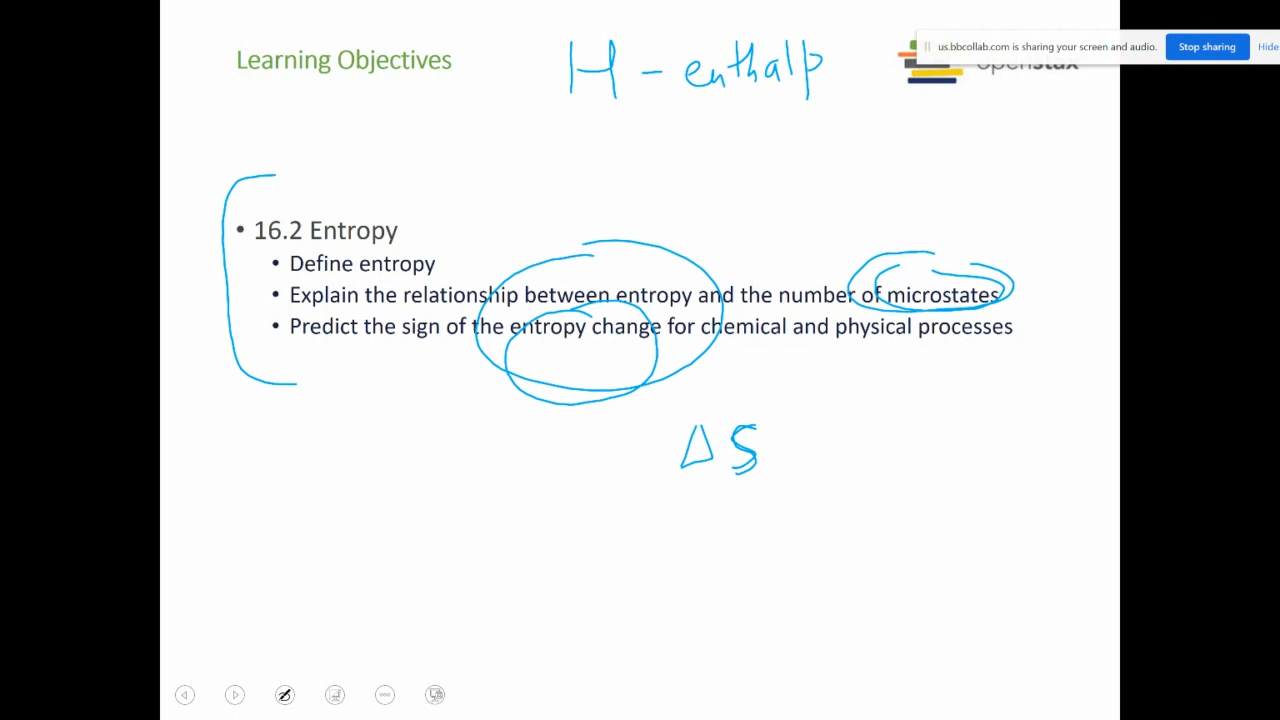 us.bbcollab.com is sharing your screen and audio. Stop sharing Hide
Learning Objectives
H - enthalp
openstax
• 16.2 Entropy
• Define entropy
• Explain the relationship between entropy and the number of microstates
• Predict the sign of the entropy change for chemical and physical processes
Δ S